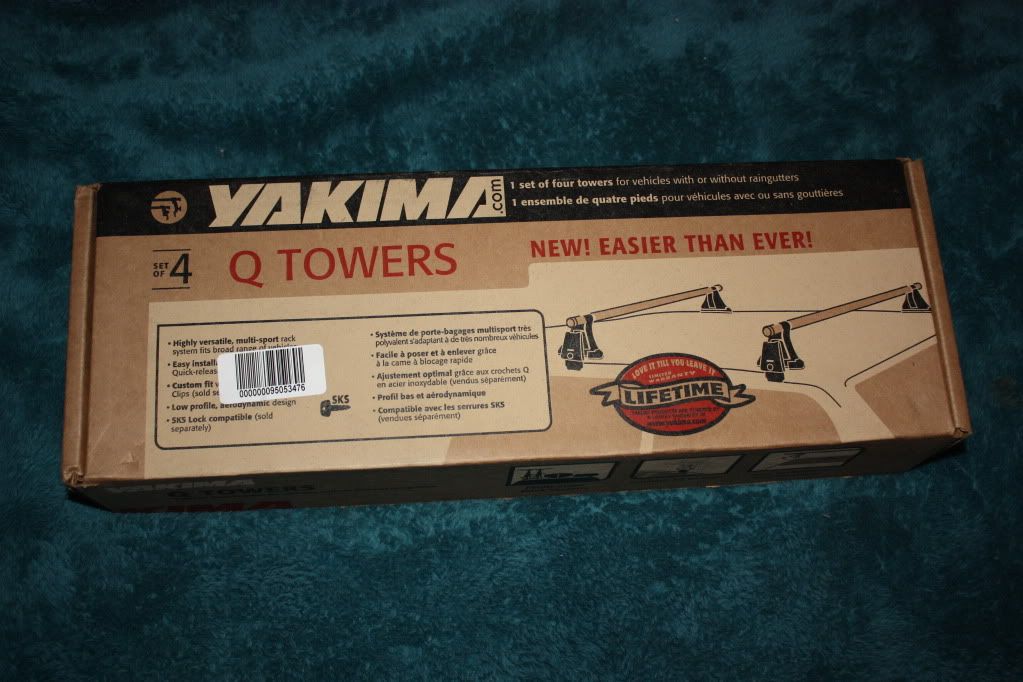 YAKIMA.com
1 set of four towers for vehicles with or without raingutters
1 ensemble de quatre pieds pour véhicules avec ou sans gouttières
SET OF 4
Q TOWERS
NEW! EASIER THAN EVER!
• Highly versatile, multi-sport rack
system fits broad range of vehicles
• Easy
Quick-release
• Custom fit
Clips (sold
• Low profile, aerodynamic design
• SKS Lock compatible (sold
separately)
000000095053476
SKS
• Système de porte-bagages multisport très
polyvalent s'adaptant à de très nombreux véhicules
• Facile à poser et à enlever grâce
à la came à blocage rapide
• Ajustement optimal grâce aux crochets Q
en acier inoxydable (vendus séparément)
• Profil bas et aérodynamique
• Compatible avec les serrures SKS
(vendues séparément)
LOVE IT TILL YOU LEAVE IT
LIMITED
WARRANTY
LIFETIME
www.yakima.com
YAKIMA
Q TOWERS